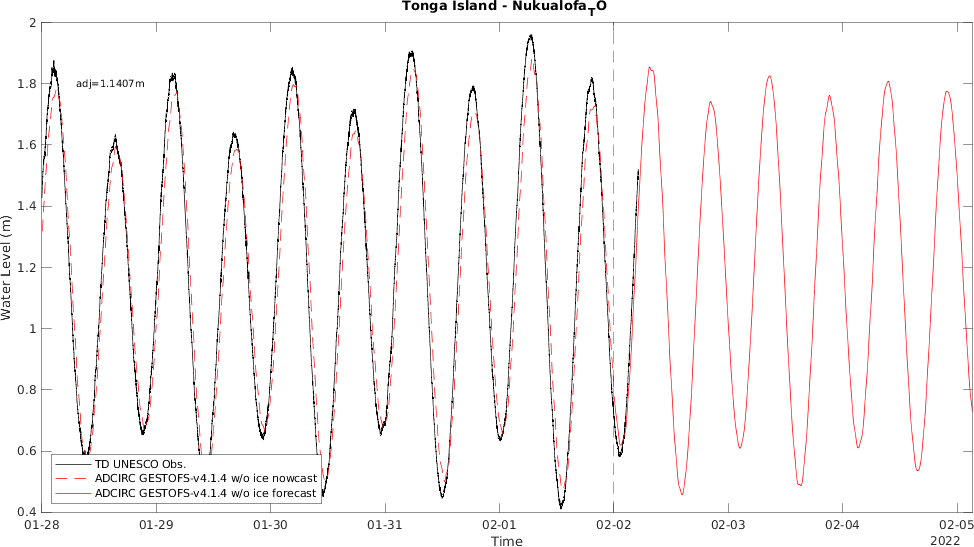 Tonga Island - NukualofaTO
2
1.8
1.6
1.4
1.2
1
0.8
0.6
0.4
Water Level (m)
adj=1.1407m
TD UNESCO Obs.
ADCIRC GESTOFS-v4.1.4 w/o ice nowcast
ADCIRC GESTOFS-v4.1.4 w/o ice forecast
01-28 01-29 01-30 01-31 02-01 02-02 02-03 02-04 02-05
Time
2022